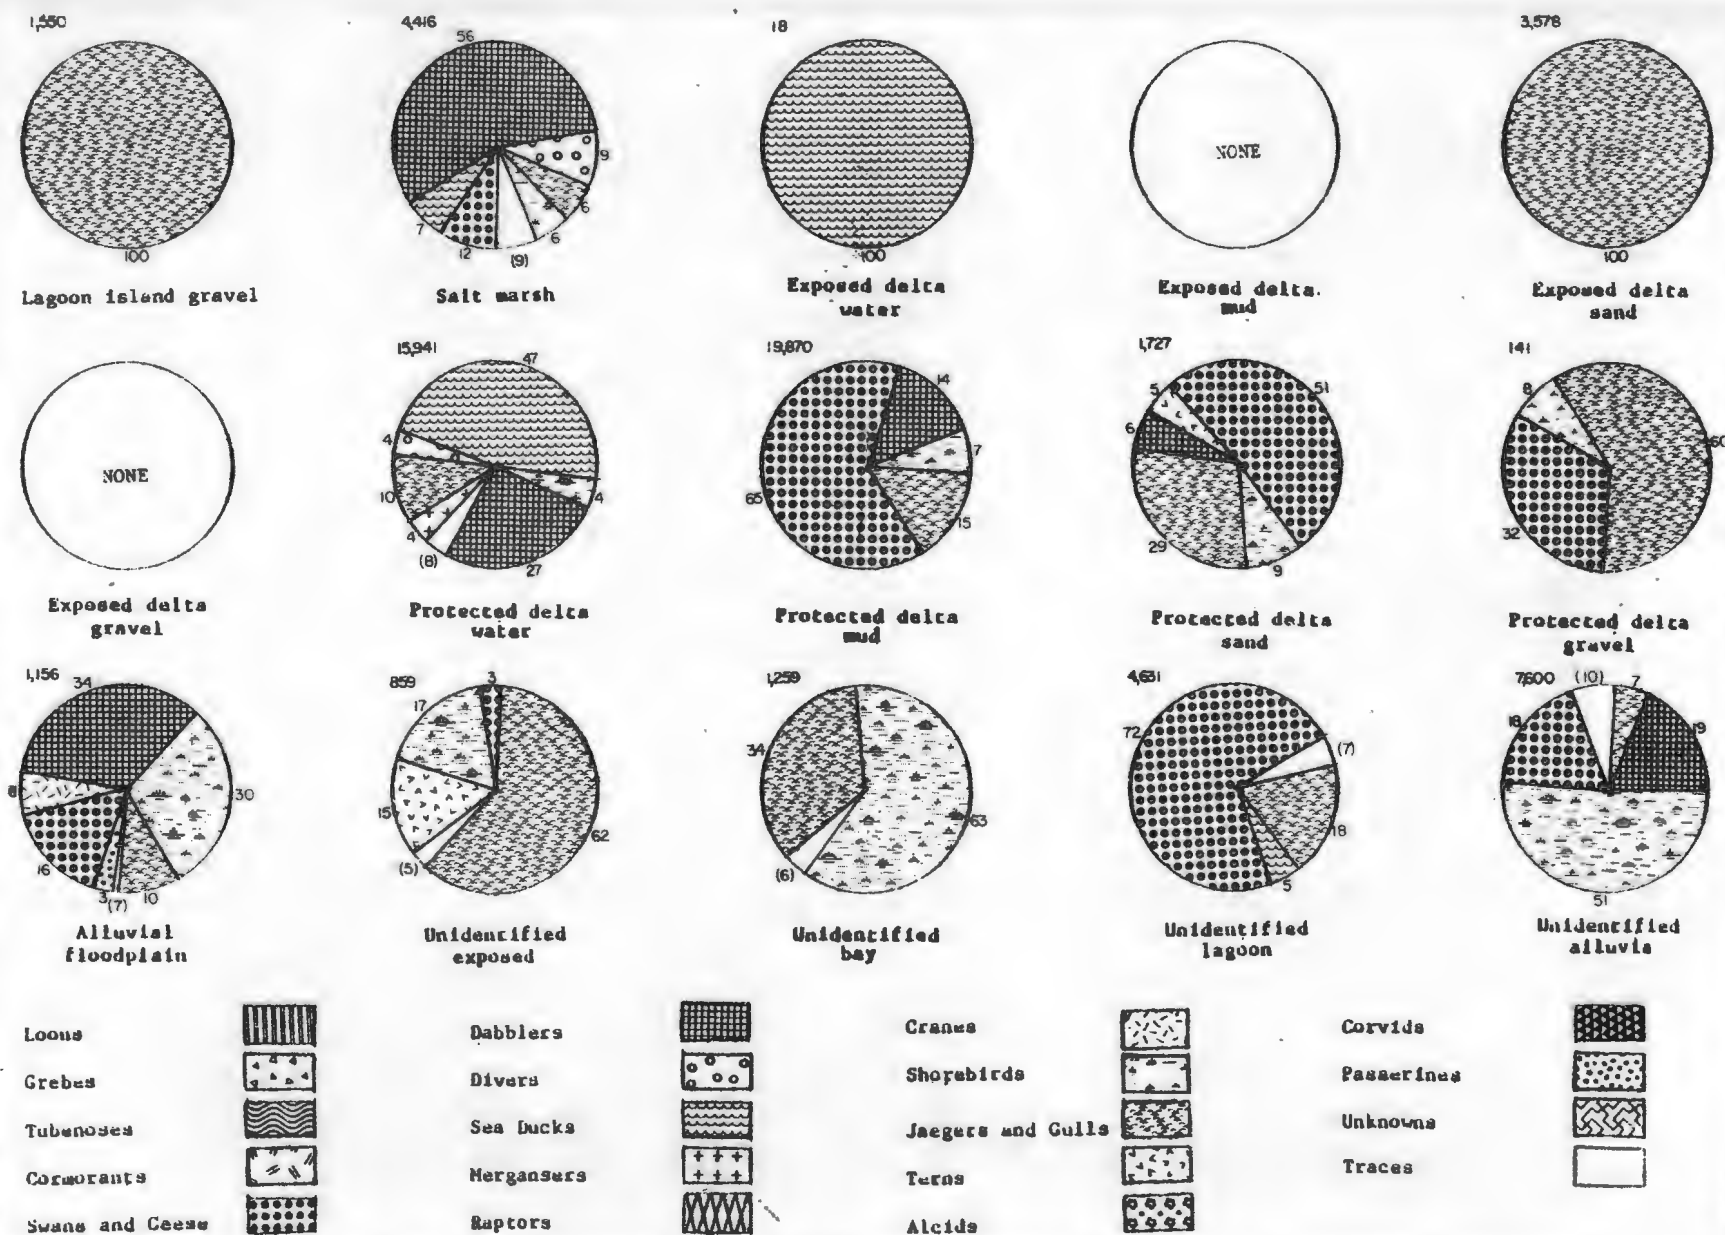 1,550
100
Lagoon island gravel
4,416
56
9
6
6
(9)
12
7
Salt marsh
18
100
Exposed delta
water
NONE
Exposed delta.
mud
3,578
100
Exposed delta
sand
NONE
Exposed delta
gravel
15,941
47
4
27
(8)
4
10
4
Protected delta
water
19,870
14
7
15
65
Protected delta
mud
1,727
51
9
29
6
5
Protected delta
sand
141
60
32
8
Protected delta
gravel
1,156
34
30
10
(7)
3
16
8
Alluvial
floodplain
859
3
62
(5)
15
17
Unidentified
exposed
1,259
63
(6)
34
Unidentified
bay
4,631
(7)
18
5
72
Unidentified
lagoon
7,600
(10)
7
19
51
18
Unidentified
alluvia
Loons
Grebes
Tubenoses
Cormorants
Swans and Geese
Dabblers
Divers
Sea Ducks
Mergansers
Raptors
Cranes
Shorebirds
Jaegers and Gulls
Terns
Alcids
Corvids
Passerines
Unknowns
Traces